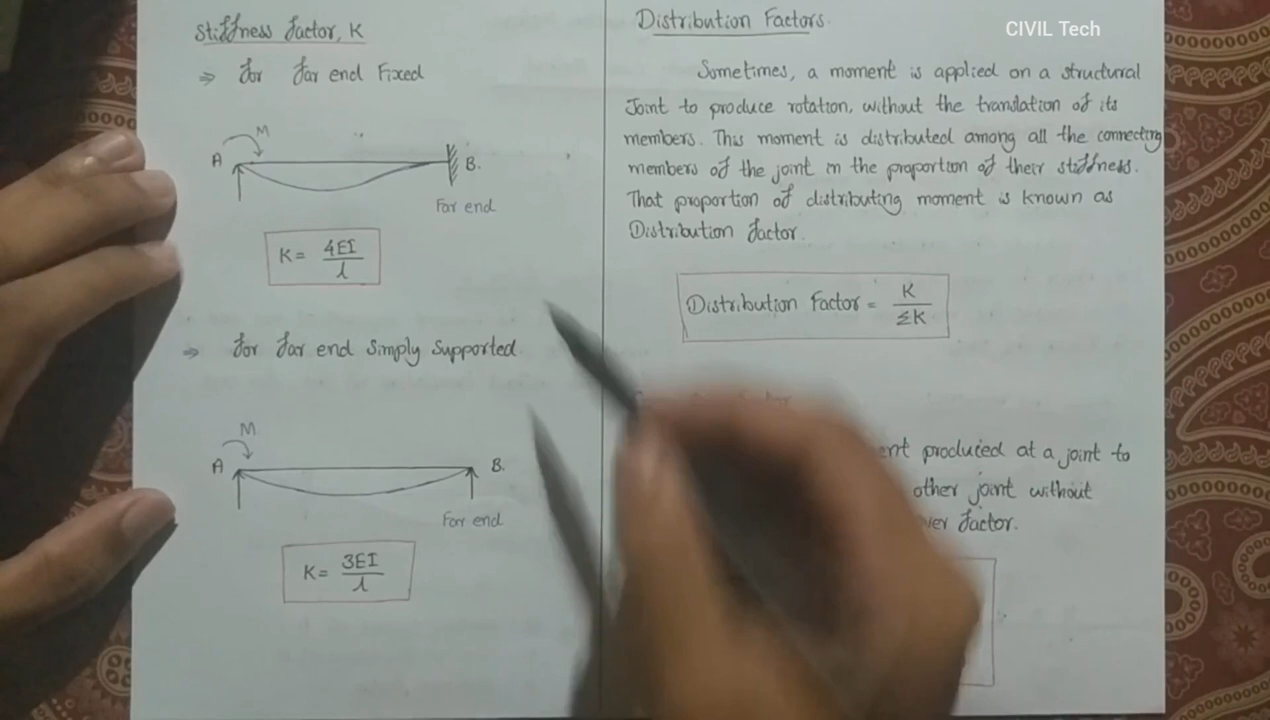 Stiffness factor, K
⇒ for far end Fixed
M
A
B.
Far end
K = 4EI / l
⇒ for far end Simply Supported
M
A
B.
Far end
K = 3EI / l
Distribution Factors.
CIVIL Tech
Sometimes, a moment is applied on a structural
Joint to produce rotation, without the translation of its
members. This moment is distributed among all the connecting
members of the joint in the proportion of their stiffness.
That proportion of distributing moment is known as
Distribution factor.
Distribution Factor = K / ΣK
produced at a joint to
other joint without
factor.